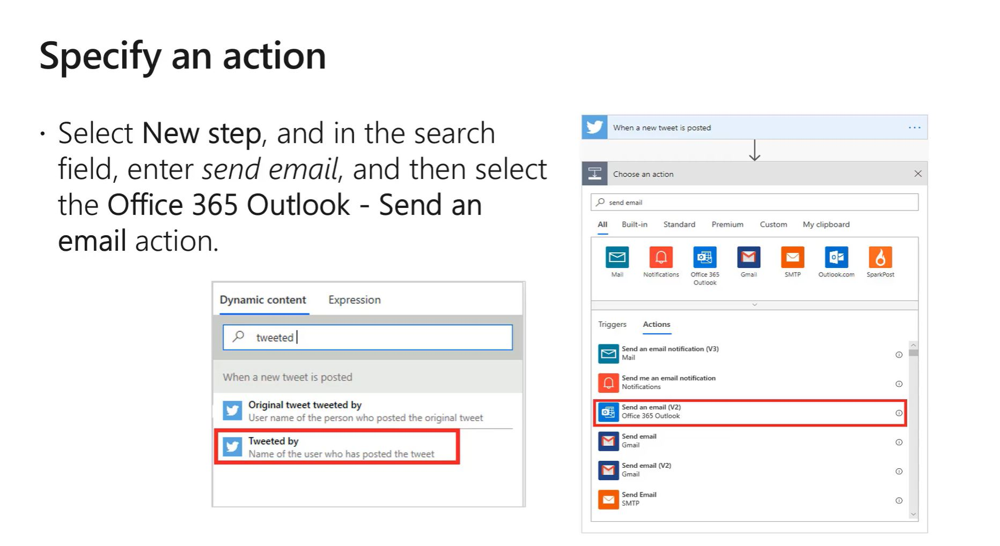 Specify an action
· Select New step, and in the search
field, enter send email, and then select
the Office 365 Outlook - Send an
email action.
Dynamic content Expression
tweeted
When a new tweet is posted
Original tweet tweeted by
User name of the person who posted the original tweet
Tweeted by
Name of the user who has posted the tweet
When a new tweet is posted ...
Choose an action
send email
All Built-in Standard Premium Custom My clipboard
Mail Notifications Office 365 Gmail SMTP Outlook.com SparkPost
Outlook
Triggers Actions
Send an email notification (V3)
Mail
Send me an email notification
Notifications
Send an email (V2)
Office 365 Outlook
Send email
Gmail
Send email (V2)
Gmail
Send Email
SMTP